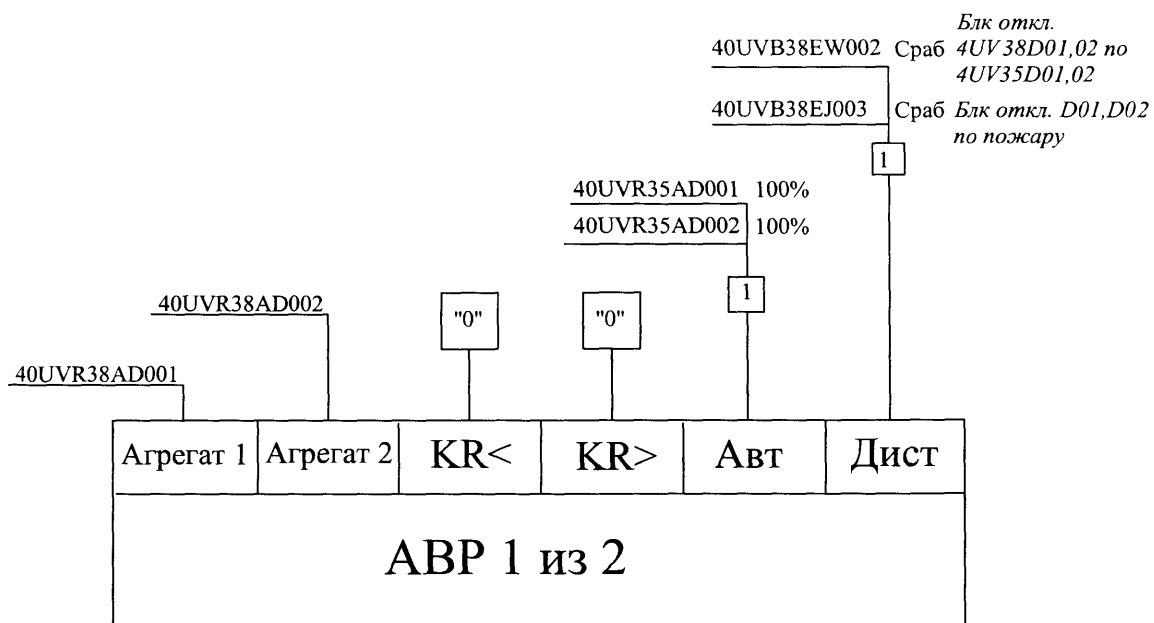 Блк откл.
40UVB38EW002 Сраб 4UV38D01,02 по
4UV35D01,02
40UVB38EJ003 Сраб Блк откл. D01,D02
по пожару
1
40UVR35AD001 100%
40UVR35AD002 100%
1
40UVR38AD002
"0"
"0"
40UVR38AD001
Агрегат 1
Агрегат 2
KR<
KR>
Авт
Дист
АВР 1 из 2